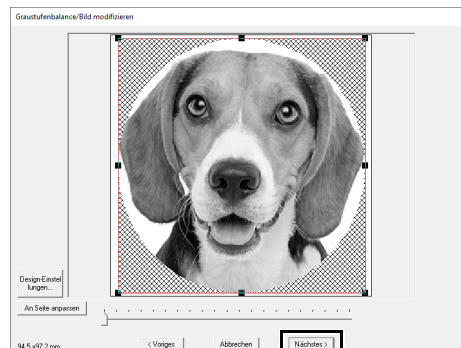 Graustufenbalance/Bild modifizieren
Design-Einstel
lungen...
An Seite anpassen
94.5 x97.2 mm
< Voriges
Abbrechen
Nächstes >